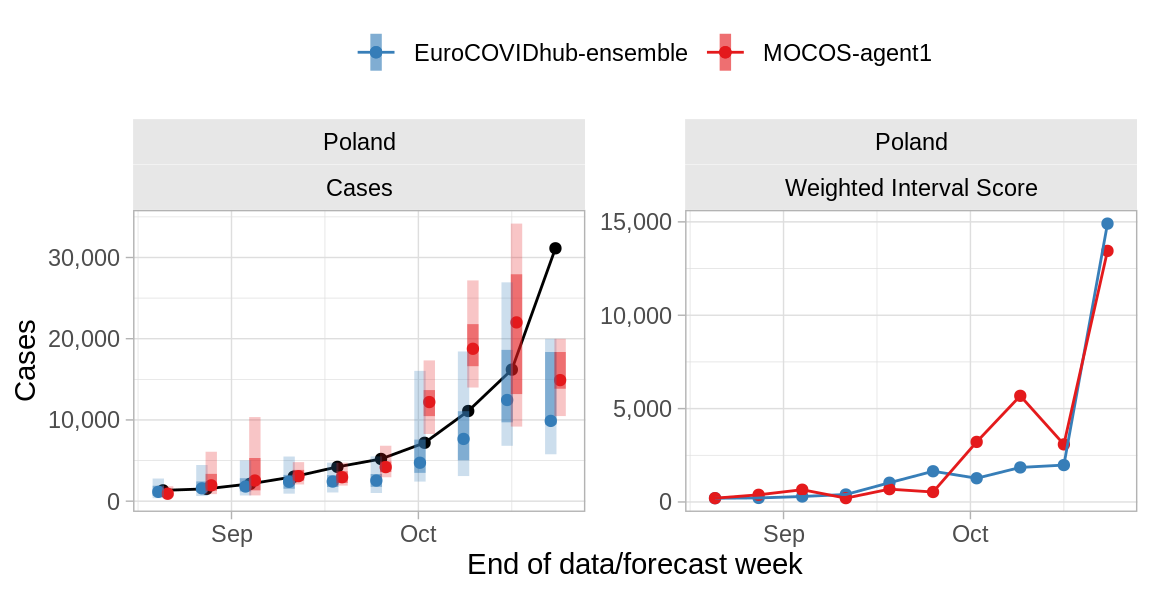 EuroCOVIDhub-ensemble MOCOS-agent1
Poland
Cases
Cases
30,000
20,000
10,000
0
Sep Oct
Poland
Weighted Interval Score
15,000
10,000
5,000
0
Sep Oct
End of data/forecast week